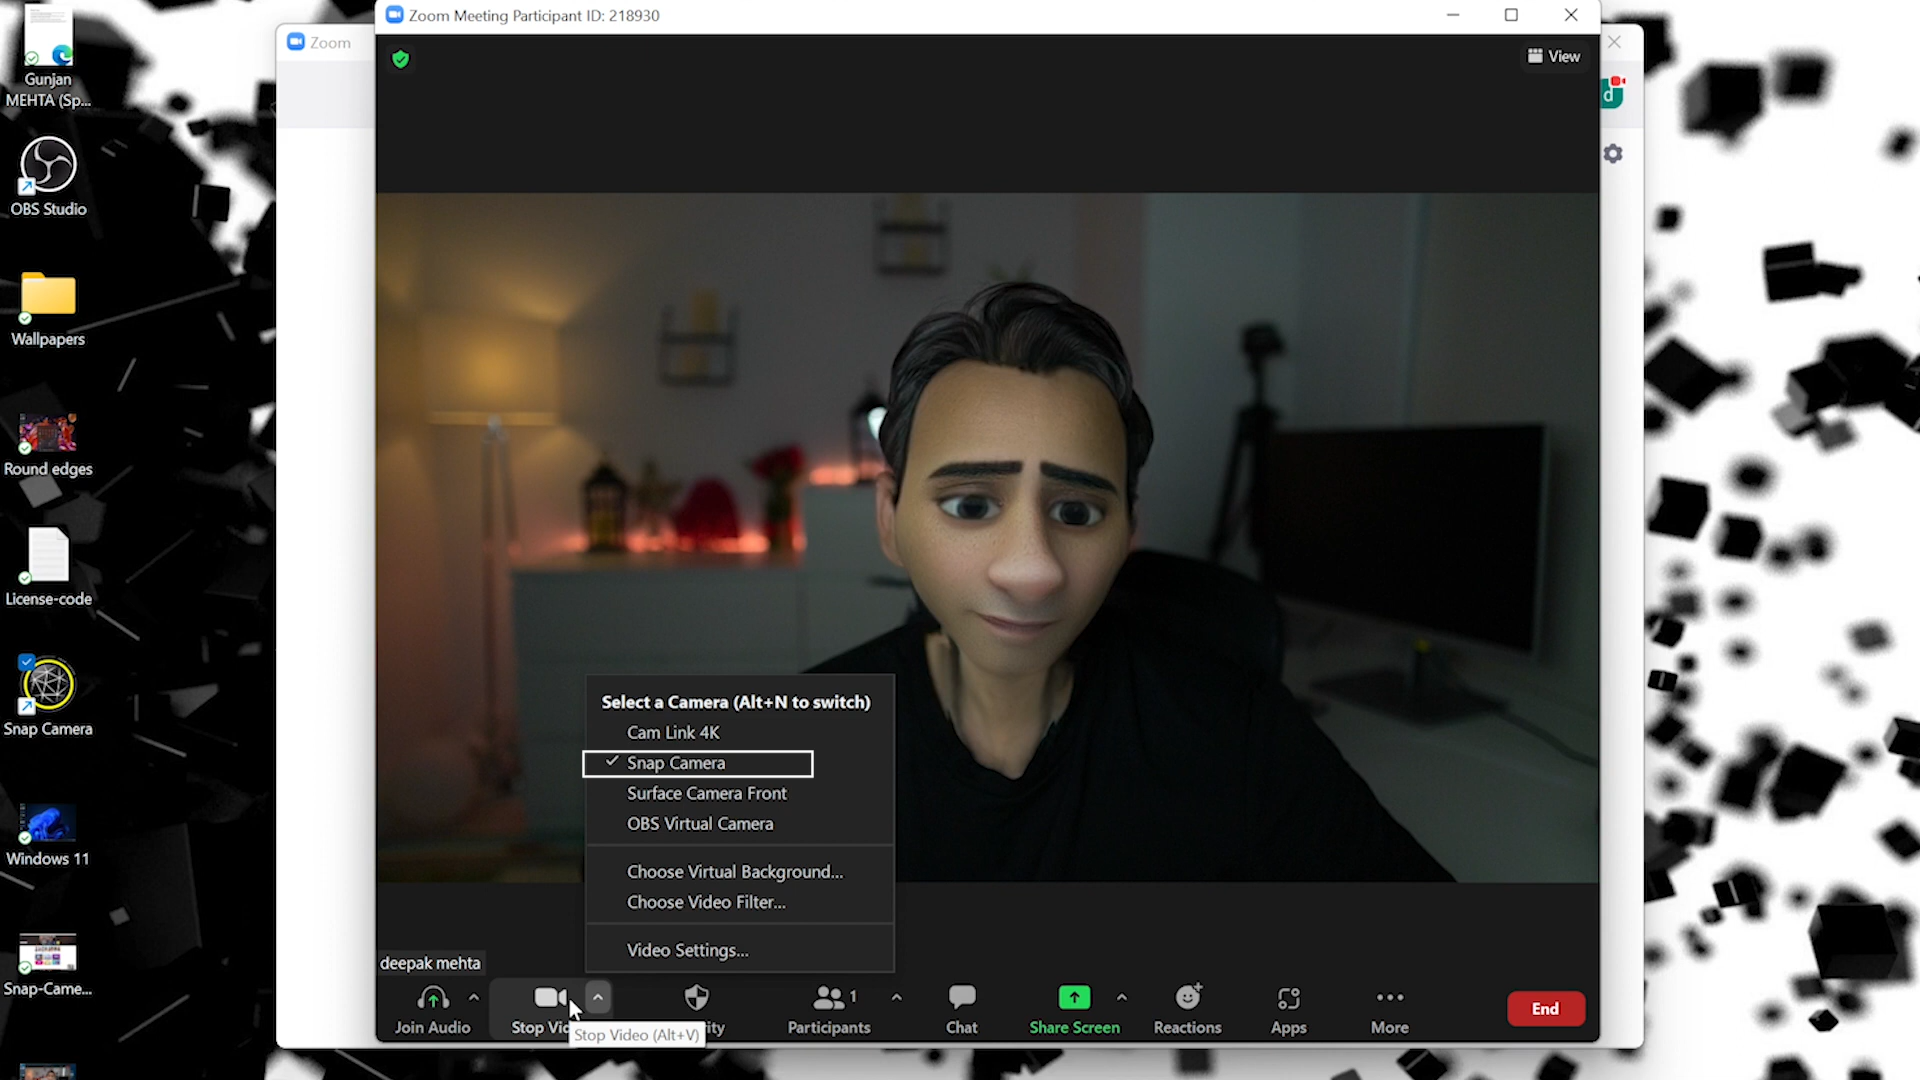 Zoom Meeting Participant ID: 218930
Zoom
View
d
Gunjan
MEHTA (Sp...
OBS Studio
Wallpapers
Round edges
License-code
Snap Camera
Windows 11
Snap-Came...
Select a Camera (Alt+N to switch)
Cam Link 4K
Snap Camera
Surface Camera Front
OBS Virtual Camera
Choose Virtual Background...
Choose Video Filter...
Video Settings...
deepak mehta
1
Join Audio
Stop Vid
ity
Participants
Chat
Share Screen
Reactions
Apps
More
End
Stop Video (Alt+V)